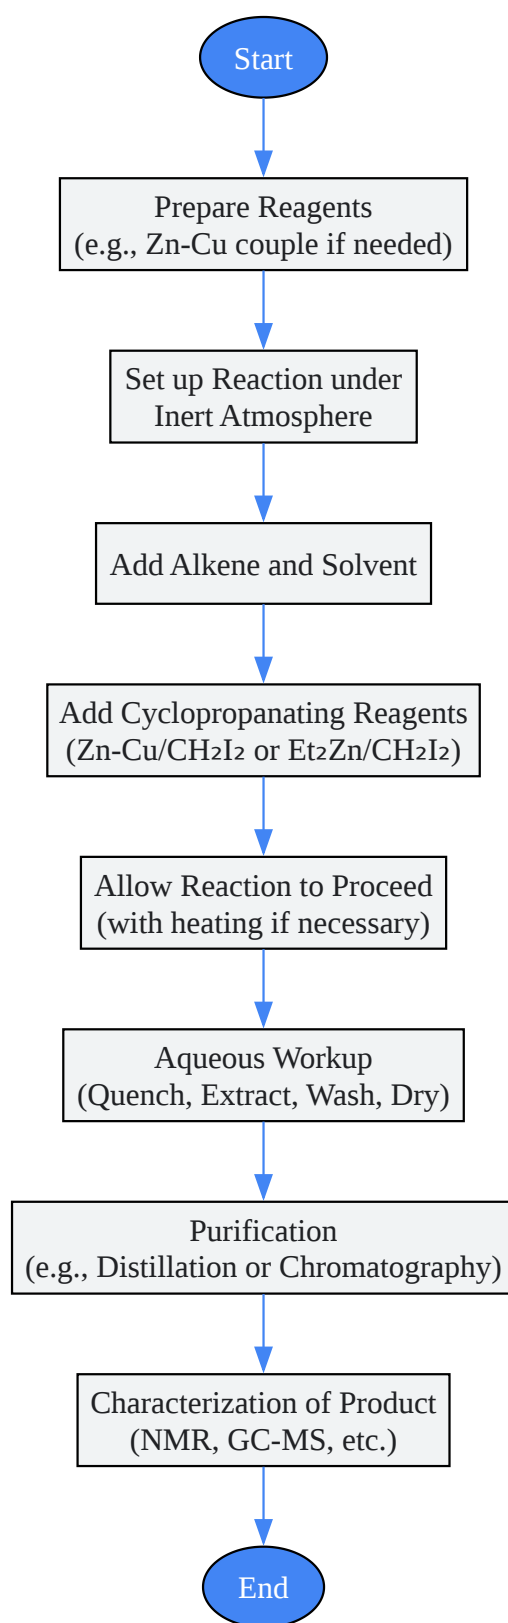 Start
Prepare Reagents
(e.g., Zn-Cu couple if needed)
Set up Reaction under
Inert Atmosphere
Add Alkene and Solvent
Add Cyclopropanating Reagents
(Zn-Cu/CH₂I₂ or Et₂Zn/CH₂I₂)
Allow Reaction to Proceed
(with heating if necessary)
Aqueous Workup
(Quench, Extract, Wash, Dry)
Purification
(e.g., Distillation or Chromatography)
Characterization of Product
(NMR, GC-MS, etc.)
End